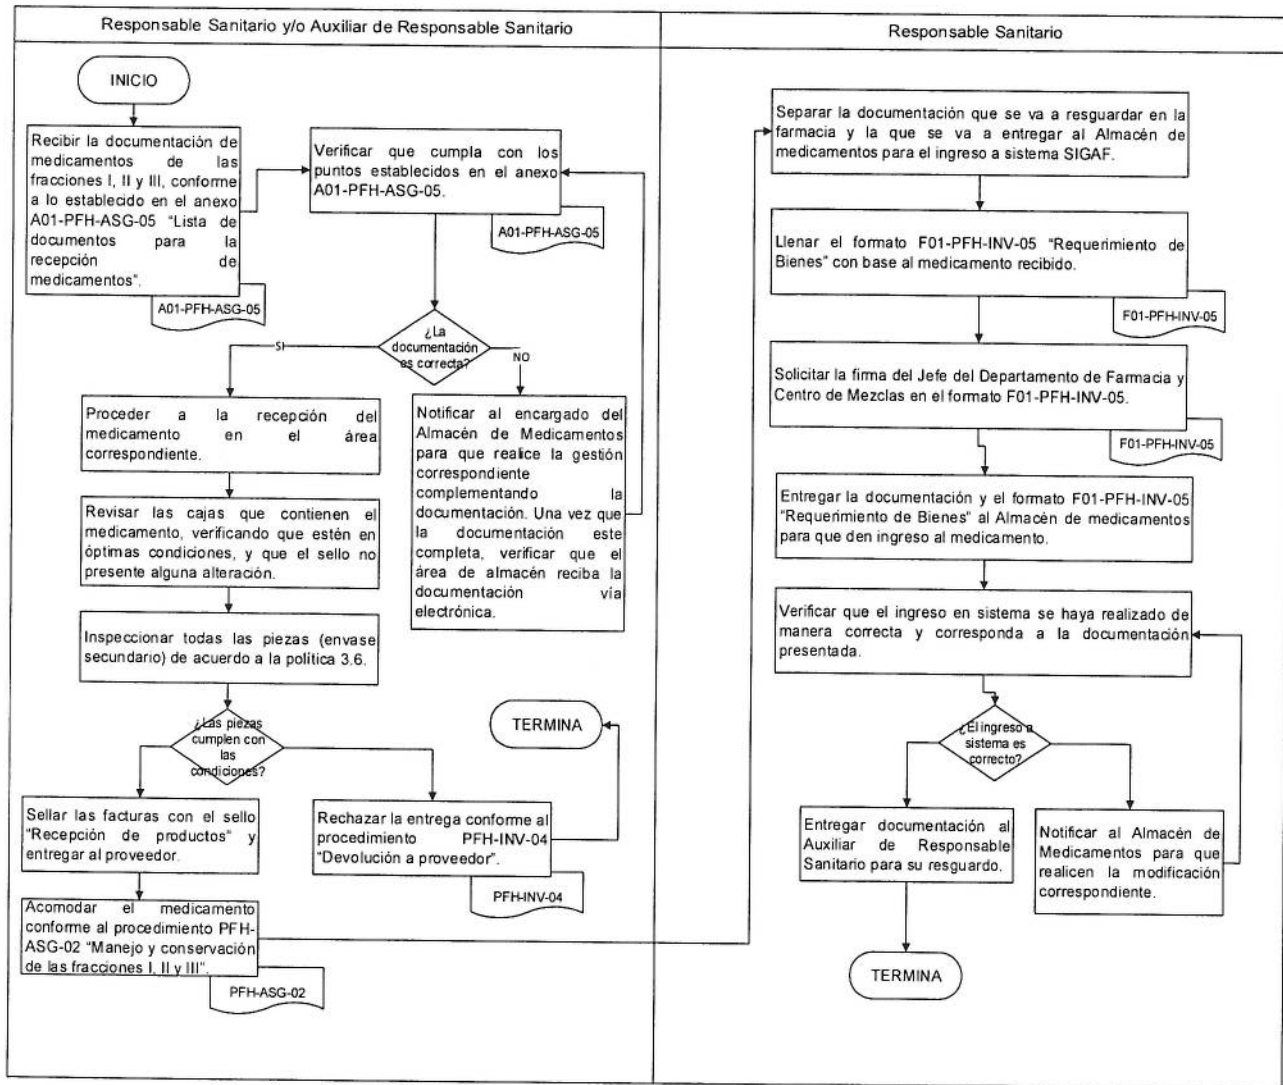 Responsable Sanitario y/o Auxiliar de Responsable Sanitario
INICIO
Recibir la documentación de
medicamentos de las
fracciones I, II y III, conforme
a lo establecido en el anexo
A01-PFH-ASG-05 "Lista de
documentos para la
recepción de
medicamentos".
A01-PFH-ASG-05
Verificar que cumpla con los
puntos establecidos en el anexo
A01-PFH-ASG-05.
A01-PFH-ASG-05
¿La
documentación
es correcta?
SI
NO
Proceder a la recepción del
medicamento en el área
correspondiente.
Notificar al encargado del
Almacén de Medicamentos
para que realice la gestión
correspondiente
complementando la
documentación. Una vez que
la documentación este
completa, verificar que el
área de almacén reciba la
documentación vía
electrónica.
Revisar las cajas que contienen el
medicamento, verificando que estén en
óptimas condiciones, y que el sello no
presente alguna alteración.
Inspeccionar todas las piezas (envase
secundario) de acuerdo a la política 3.6.
¿Las piezas
cumplen con
las
condiciones?
TERMINA
Sellar las facturas con el sello
"Recepción de productos" y
entregar al proveedor.
Rechazar la entrega conforme al
procedimiento PFH-INV-04
"Devolución a proveedor".
PFH-INV-04
Acomodar el medicamento
conforme al procedimiento PFH-
ASG-02 "Manejo y conservación
de las fracciones I, II y III".
PFH-ASG-02
Responsable Sanitario
Separar la documentación que se va a resguardar en la
farmacia y la que se va a entregar al Almacén de
medicamentos para el ingreso a sistema SIGAF.
Llenar el formato F01-PFH-INV-05 "Requerimiento de
Bienes" con base al medicamento recibido.
F01-PFH-INV-05
Solicitar la firma del Jefe del Departamento de Farmacia y
Centro de Mezclas en el formato F01-PFH-INV-05.
F01-PFH-INV-05
Entregar la documentación y el formato F01-PFH-INV-05
"Requerimiento de Bienes" al Almacén de medicamentos
para que den ingreso al medicamento.
Verificar que el ingreso en sistema se haya realizado de
manera correcta y corresponda a la documentación
presentada.
¿El ingreso a
sistema es
correcto?
Entregar documentación al
Auxiliar de Responsable
Sanitario para su resguardo.
Notificar al Almacén de
Medicamentos para que
realicen la modificación
correspondiente.
TERMINA